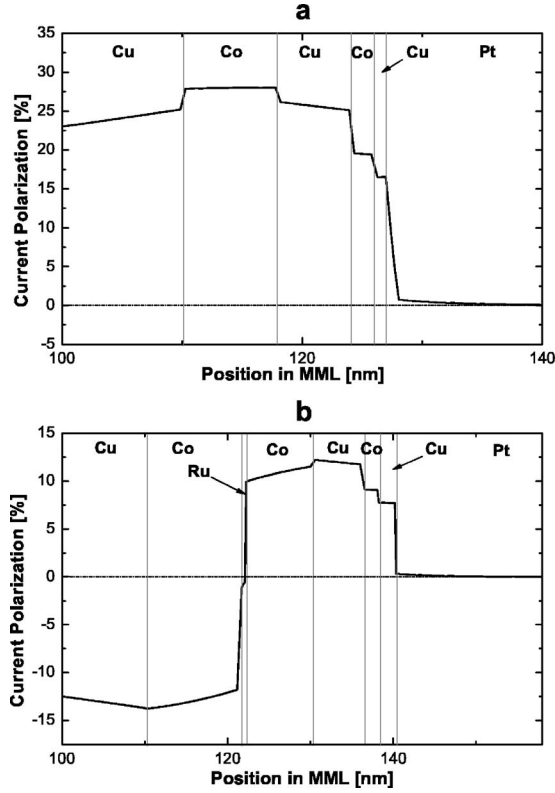 a
35
Cu Co Cu Co Cu Pt
30
25
20
15
10
5
0
-5
100 120 140
Current Polarization [%]
Position in MML [nm]
b
15
Cu Co Ru Co Cu Co Cu Pt
10
5
0
-5
-10
-15
100 120 140
Current Polarization [%]
Position in MML [nm]